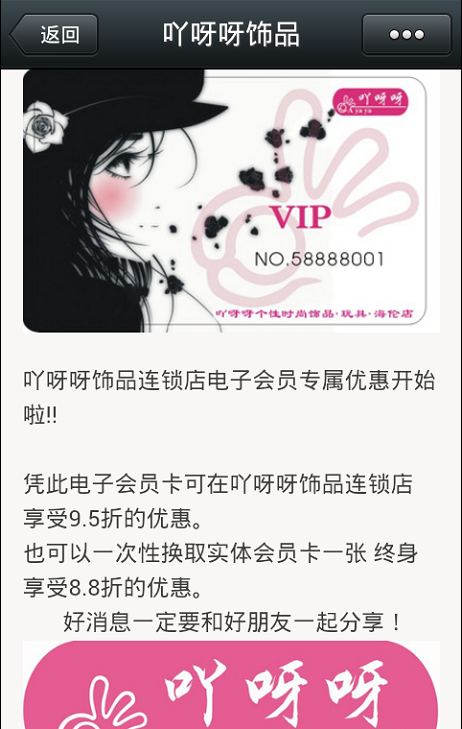 返回
吖呀呀饰品
吖呀呀
Ayaya
VIP
NO.58888001
吖呀呀个性时尚饰品·玩具·海伦店
吖呀呀饰品连锁店电子会员专属优惠开始
啦!!
凭此电子会员卡可在吖呀呀饰品连锁店
享受9.5折的优惠。
也可以一次性换取实体会员卡一张 终身
享受8.8折的优惠。
好消息一定要和好朋友一起分享！
吖呀呀